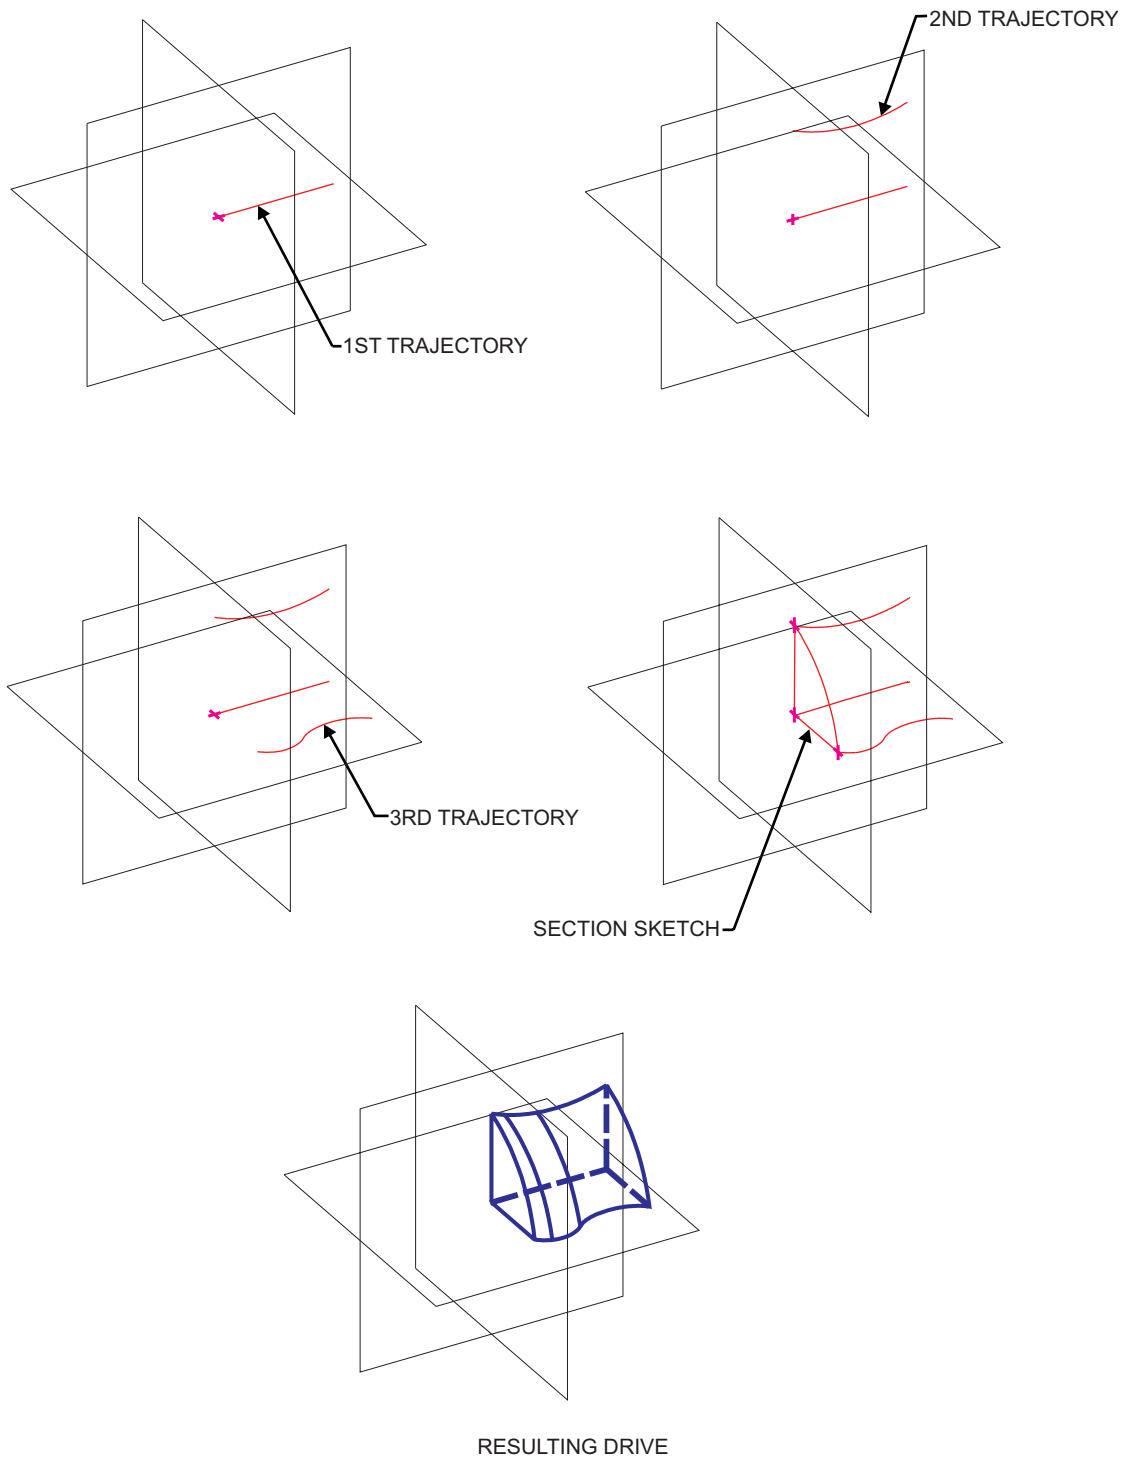 2ND TRAJECTORY
1ST TRAJECTORY
3RD TRAJECTORY
SECTION SKETCH
RESULTING DRIVE